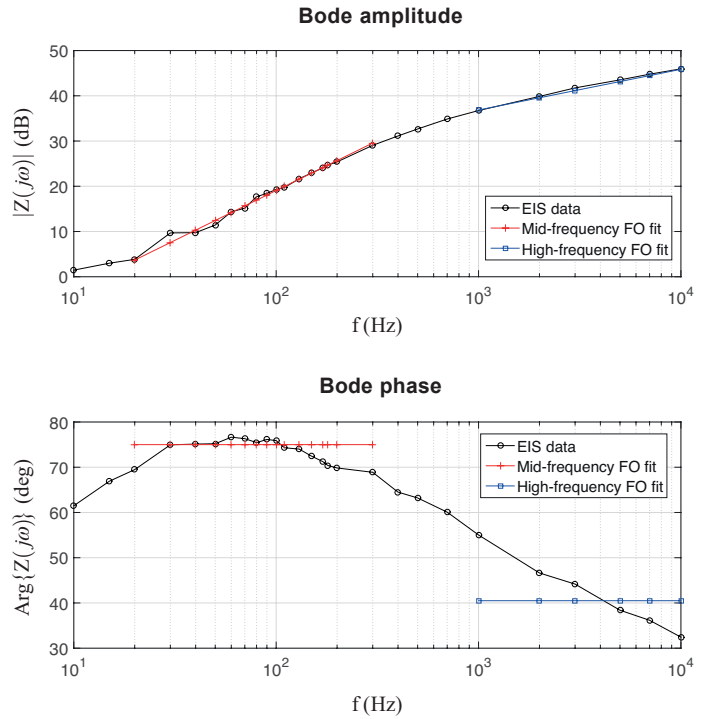 Bode amplitude
50
40
30
20
10
0
|Z(jω)| (dB)
EIS data
Mid-frequency FO fit
High-frequency FO fit
10^1
10^2
10^3
10^4
f (Hz)
Bode phase
80
70
60
50
40
30
Arg{Z(jω)} (deg)
EIS data
Mid-frequency FO fit
High-frequency FO fit
10^1
10^2
10^3
10^4
f (Hz)